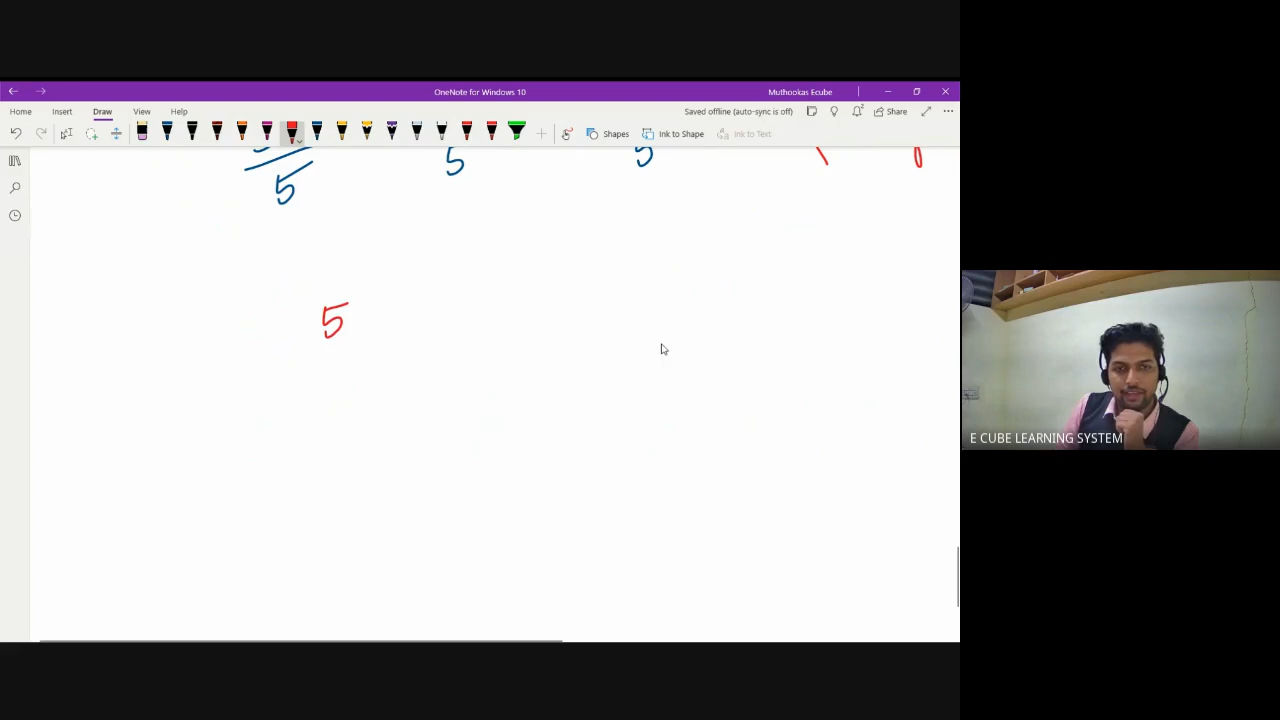 OneNote for Windows 10
Muthookas Ecube
Home Insert Draw View Help
Saved offline (auto-sync is off)
Share
Shapes
Ink to Shape
Ink to Text
5 5
5
5
E CUBE LEARNING SYSTEM